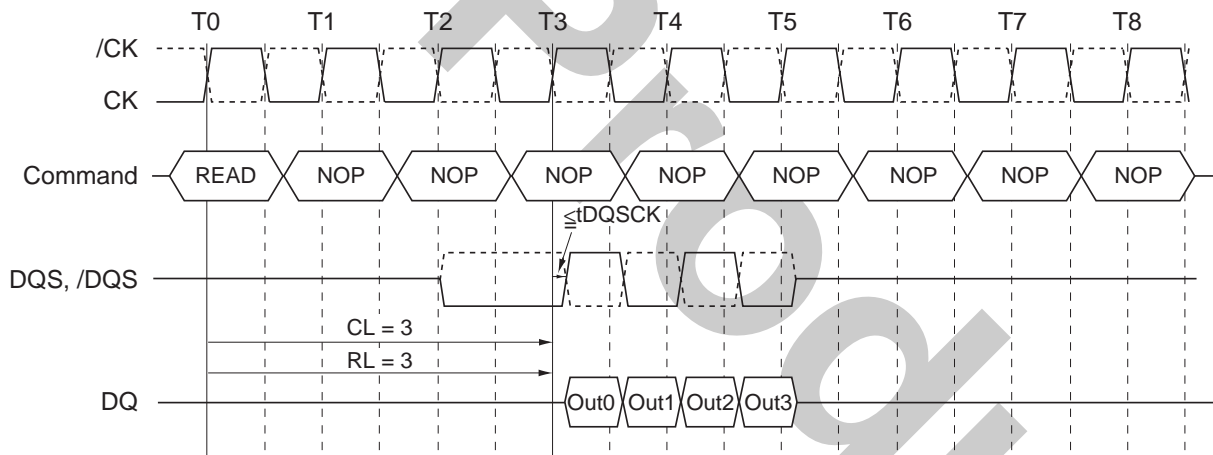 T0 T1 T2 T3 T4 T5 T6 T7 T8
/CK
CK
Command READ NOP NOP NOP NOP NOP NOP NOP NOP
≦tDQSCK
DQS, /DQS
CL = 3
RL = 3
DQ Out0 Out1 Out2 Out3
Prod